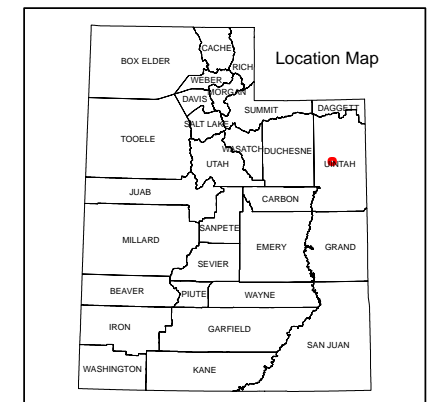 Location Map
CACHE
BOX ELDER
RICH
WEBER
MORGAN
DAVIS
SUMMIT
DAGGETT
SALT LAKE
TOOELE
WASATCH
DUCHESNE
UTAH
UINTAH
JUAB
CARBON
SANPETE
MILLARD
EMERY
GRAND
SEVIER
BEAVER
PIUTE
WAYNE
IRON
GARFIELD
SAN JUAN
WASHINGTON
KANE